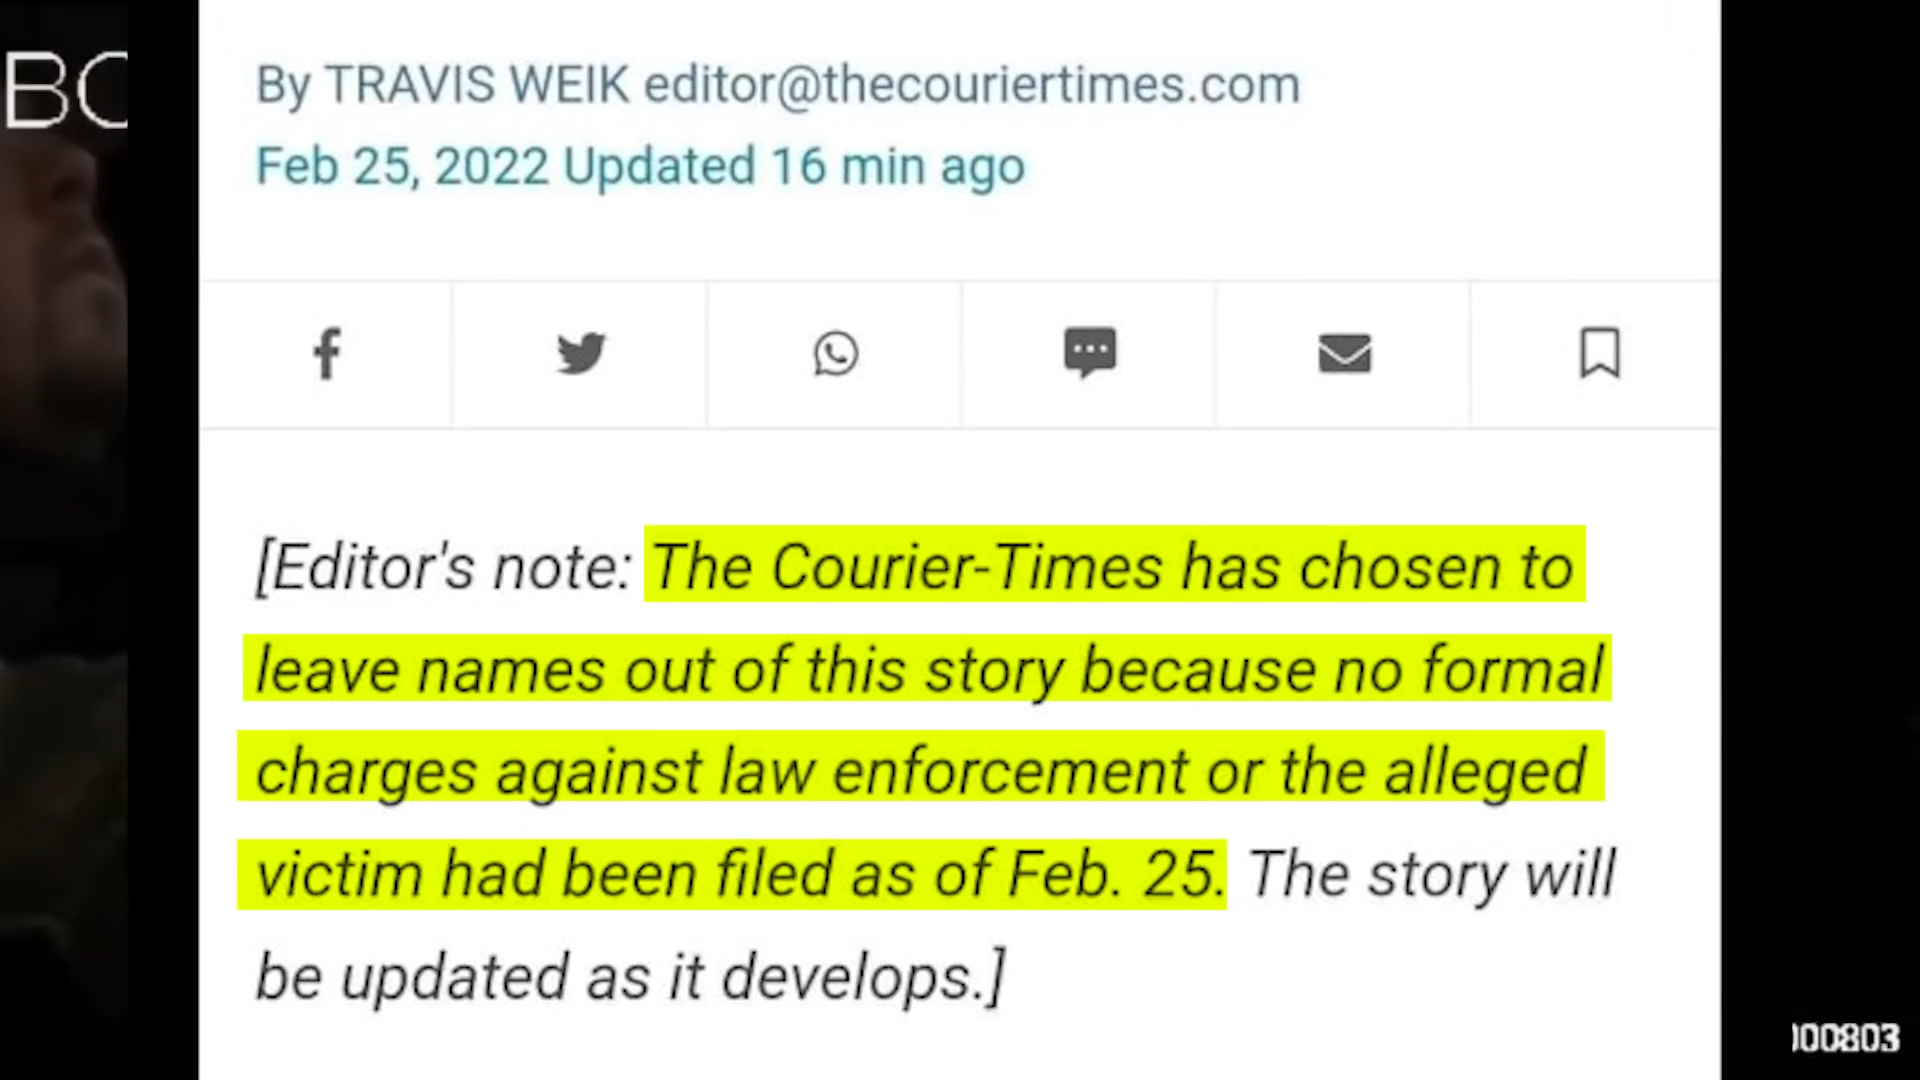 BO
By TRAVIS WEIK editor@thecouriertimes.com
Feb 25, 2022 Updated 16 min ago
[Editor's note: The Courier-Times has chosen to
leave names out of this story because no formal
charges against law enforcement or the alleged
victim had been filed as of Feb. 25. The story will
be updated as it develops.]
00803